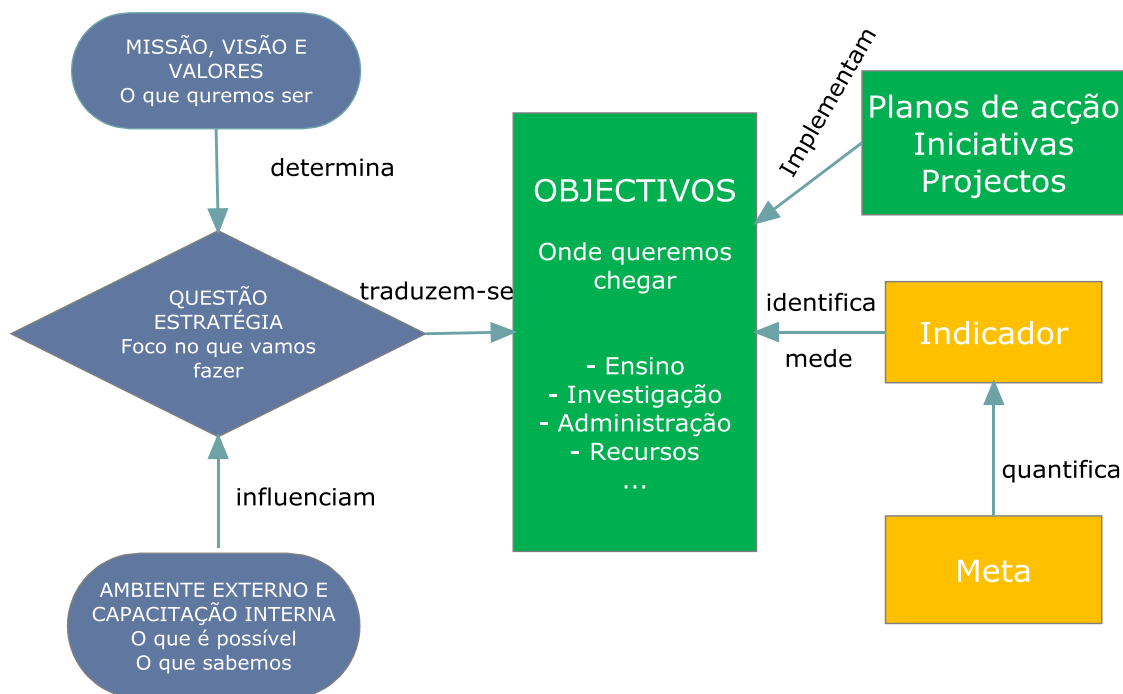 MISSÃO, VISÃO E
VALORES
O que quremos ser
determina
QUESTÃO
ESTRATÉGIA
Foco no que vamos
fazer
traduzem-se
influenciam
AMBIENTE EXTERNO E
CAPACITAÇÃO INTERNA
O que é possível
O que sabemos
OBJECTIVOS
Onde queremos
chegar
- Ensino
- Investigação
- Administração
- Recursos
...
Implementam
Planos de acção
Iniciativas
Projectos
identifica
mede
Indicador
quantifica
Meta